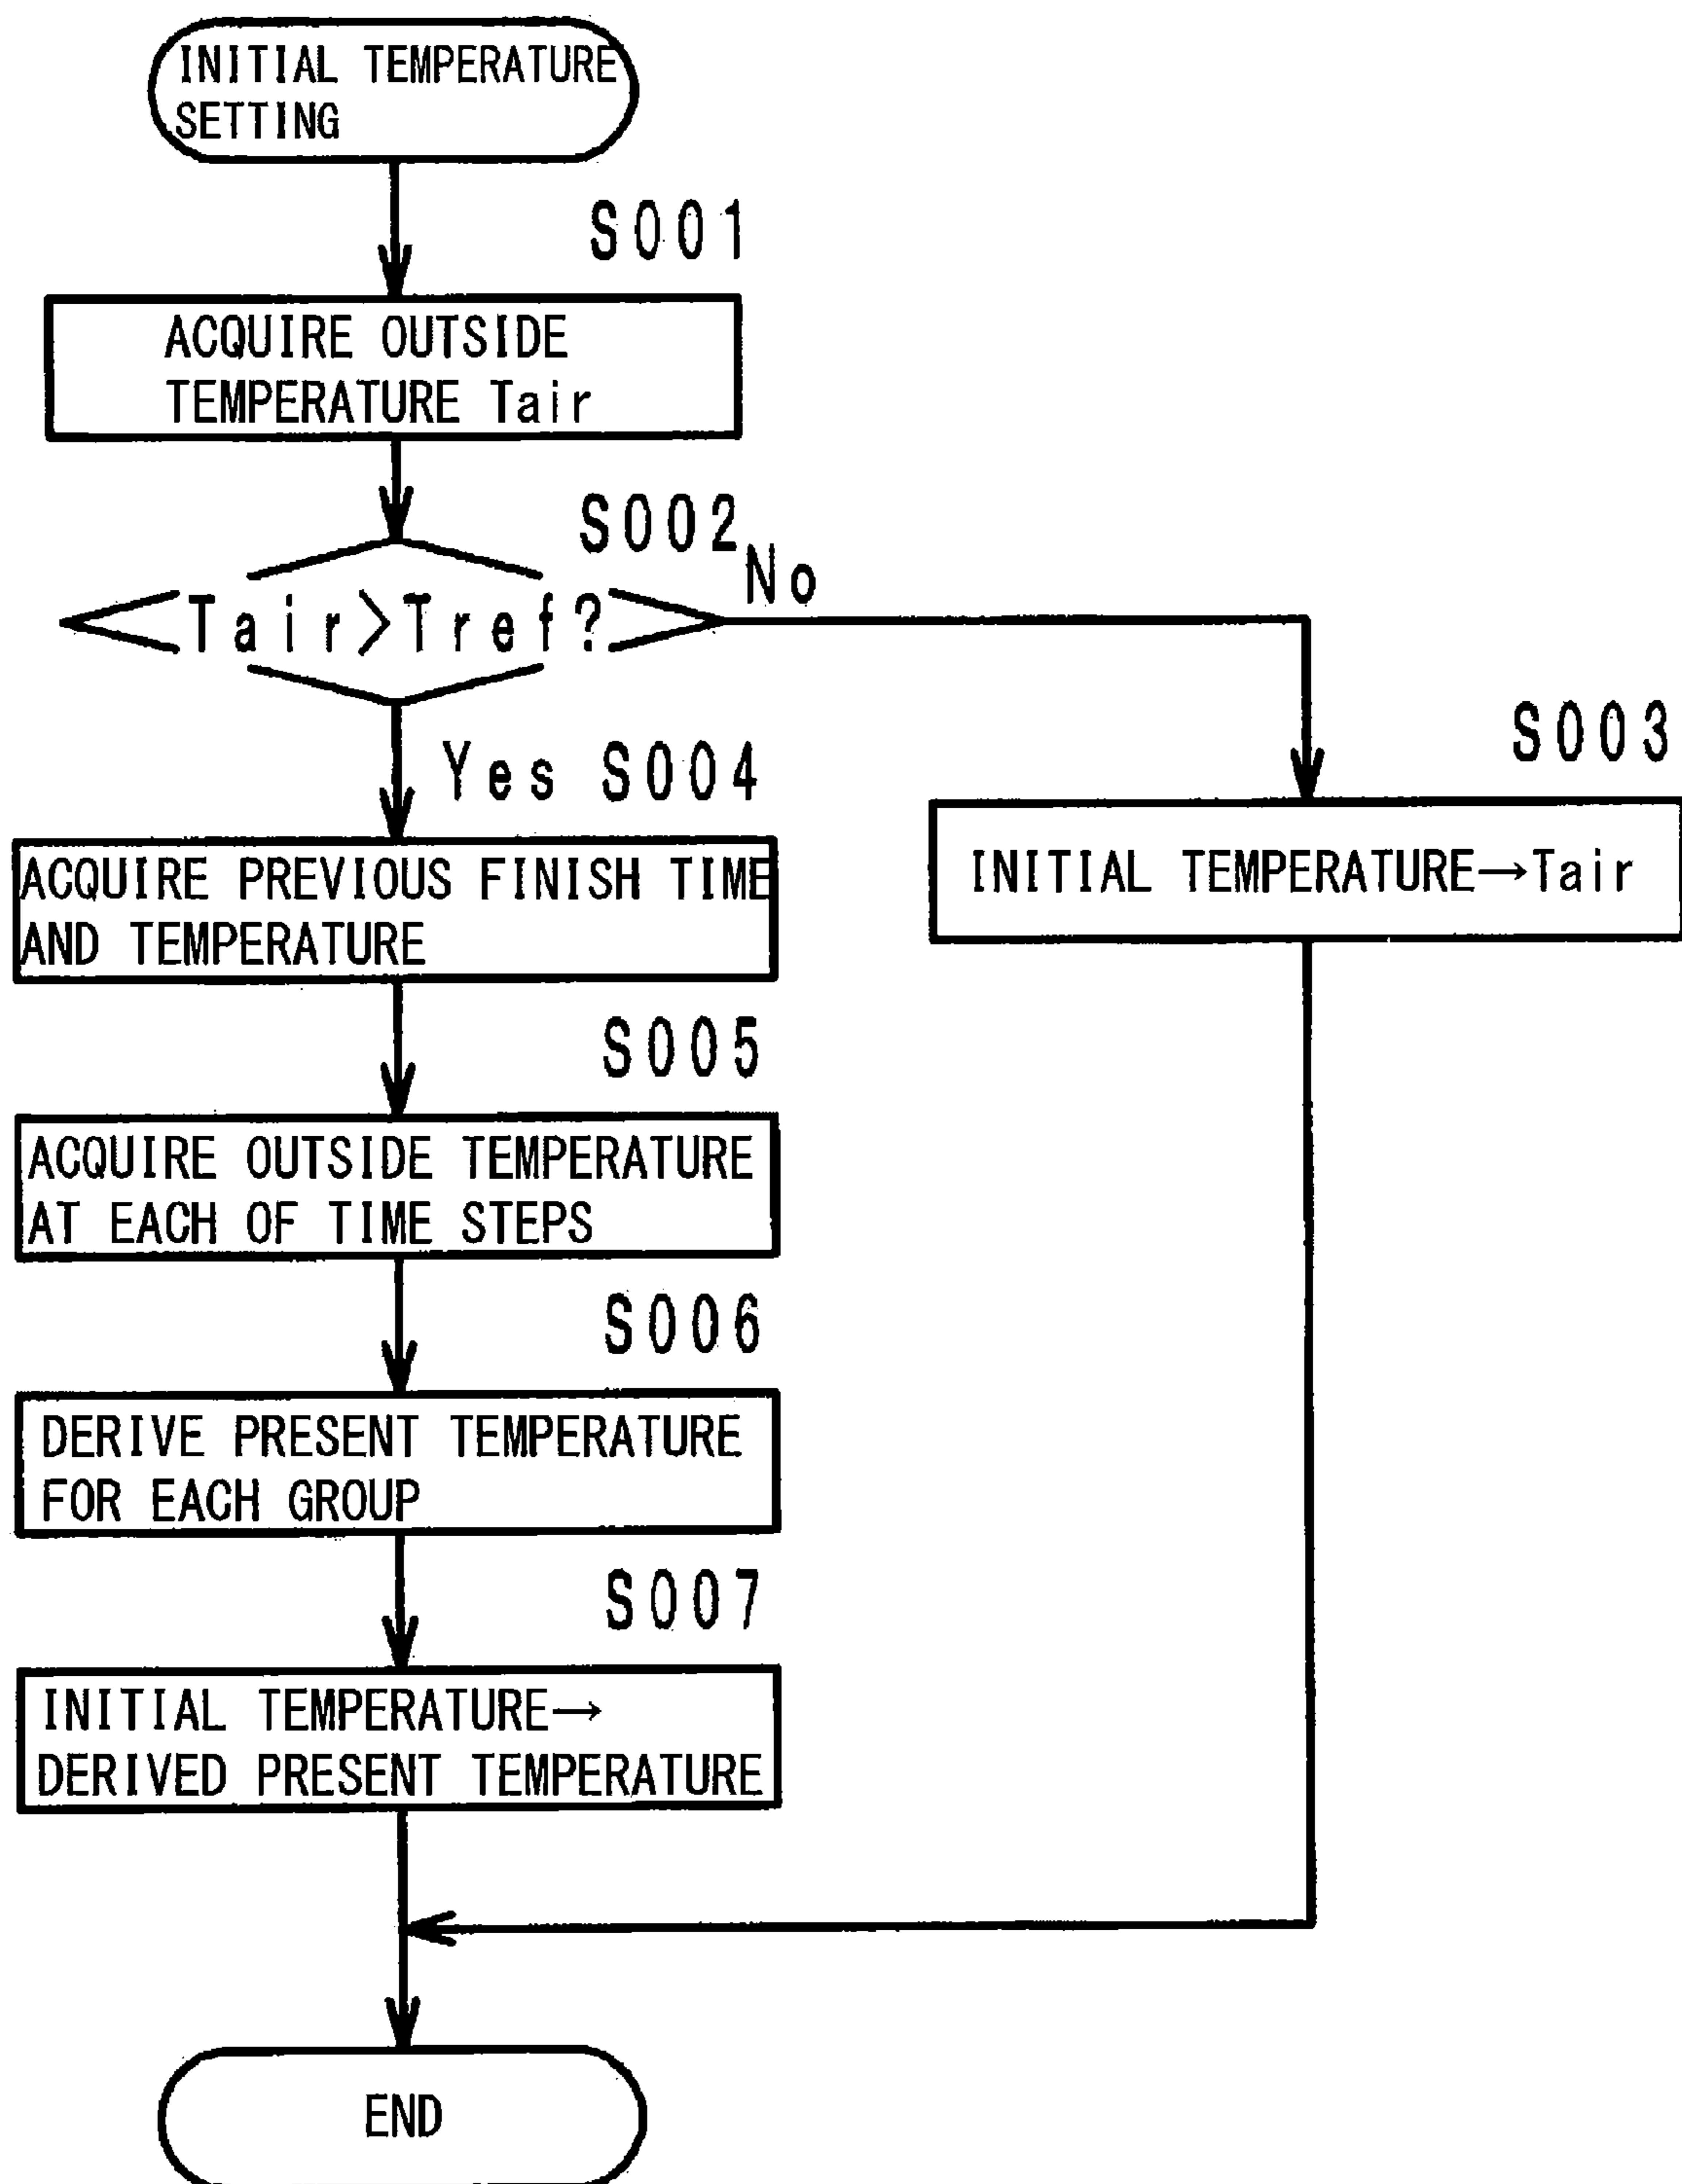 INITIAL TEMPERATURE
SETTING
S001
ACQUIRE OUTSIDE
TEMPERATURE Tair
S002
Tair>Tref?
No
Yes
S003
INITIAL TEMPERATURE→Tair
S004
ACQUIRE PREVIOUS FINISH TIME
AND TEMPERATURE
S005
ACQUIRE OUTSIDE TEMPERATURE
AT EACH OF TIME STEPS
S006
DERIVE PRESENT TEMPERATURE
FOR EACH GROUP
S007
INITIAL TEMPERATURE→
DERIVED PRESENT TEMPERATURE
END